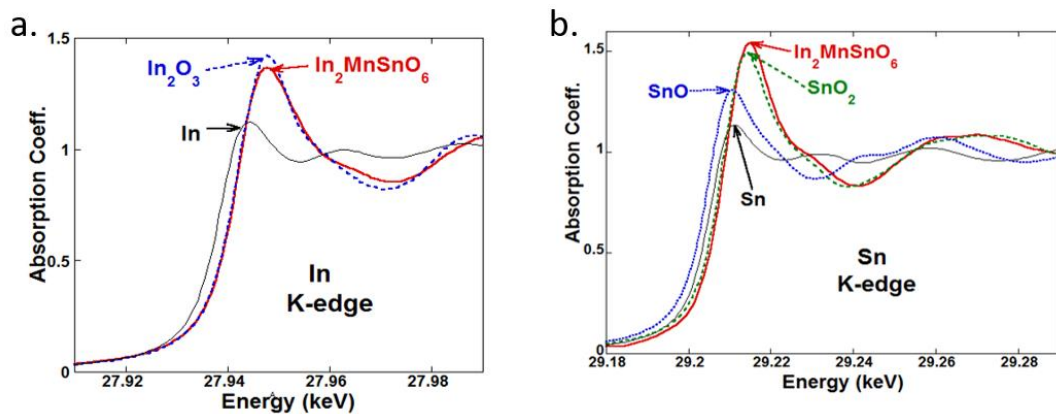 a.
1.5
1
0.5
0
Absorption Coeff.
In₂O₃
In₂MnSnO₆
In
In
K-edge
27.92
27.94
27.96
27.98
Energy (keV)
b.
1.5
1
0.5
0
Absorption Coeff.
In₂MnSnO₆
SnO
SnO₂
Sn
Sn
K-edge
29.18
29.2
29.22
29.24
29.26
29.28
Energy (keV)